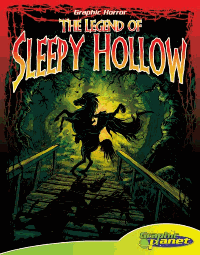 Graphic Horror
THE LEGEND OF
SLEEPY HOLLOW
Graphic
Planet